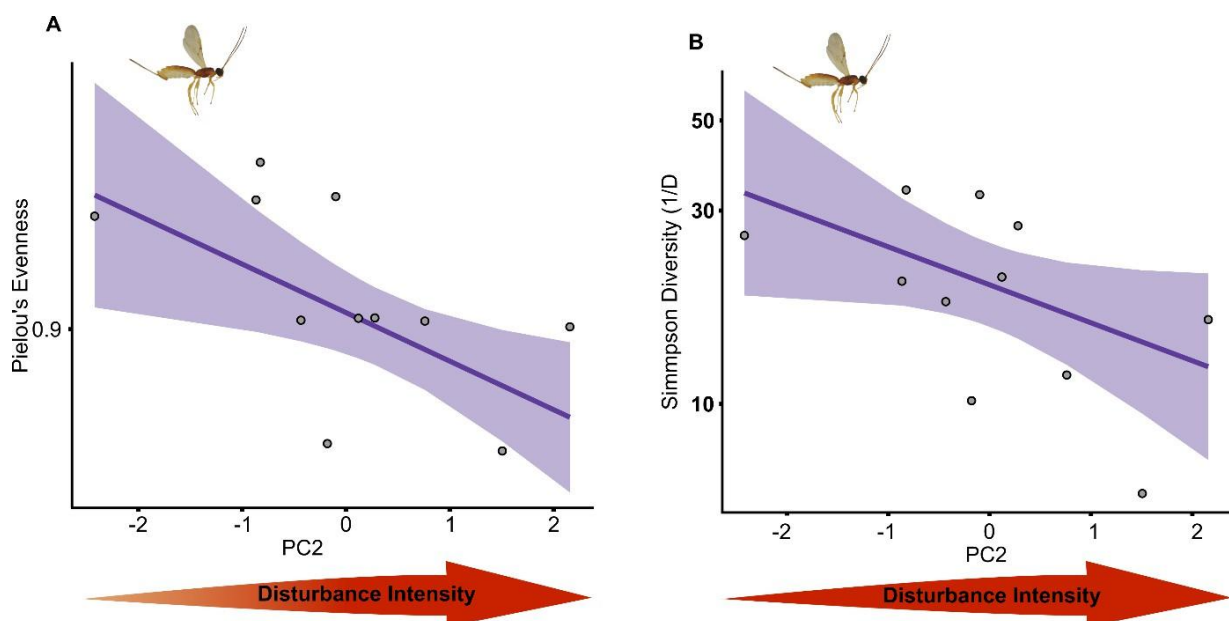 A
Pielou's Evenness
0.9
-2 -1 0 1 2
PC2
Disturbance Intensity
B
Simmpson Diversity (1/D
50
30
10
-2 -1 0 1 2
PC2
Disturbance Intensity